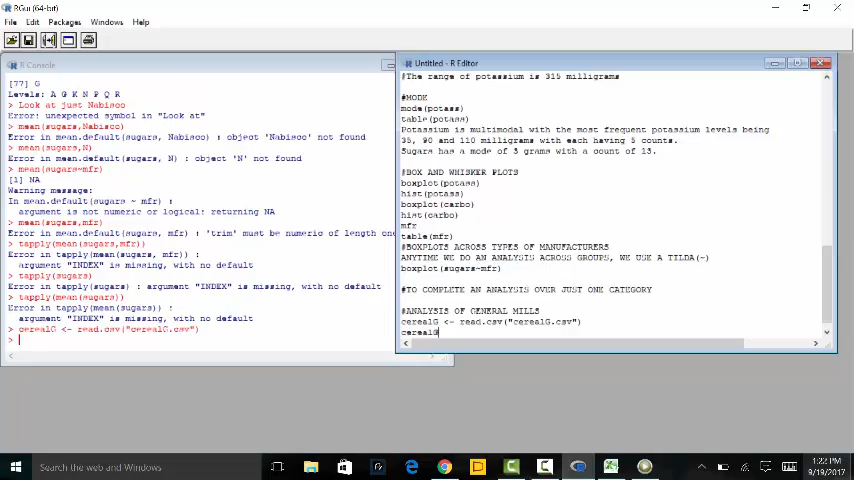 RGui (64-bit)
File Edit Packages Windows Help
R Console
[77] G
Levels: A G K N P Q R
> Look at just Nabisco
Error: unexpected symbol in "Look at"
> mean(sugars,Nabisco)
Error in mean.default(sugars, Nabisco) : object 'Nabisco' not found
> mean(sugars,N)
Error in mean.default(sugars, N) : object 'N' not found
> mean(sugars~mfr)
[1] NA
Warning message:
In mean.default(sugars ~ mfr) :
argument is not numeric or logical: returning NA
> mean(sugars,mfr)
Error in mean.default(sugars, mfr) : 'trim' must be numeric of length one
> tapply(mean(sugars,mfr))
Error in tapply(mean(sugars, mfr)) :
argument "INDEX" is missing, with no default
> tapply(sugars)
Error in tapply(sugars) : argument "INDEX" is missing, with no default
> tapply(mean(sugars))
Error in tapply(mean(sugars)) :
argument "INDEX" is missing, with no default
> cerealG <- read.csv("cerealG.csv")
>
Untitled - R Editor
#The range of potassium is 315 milligrams
#MODE
mode(potass)
table(potass)
Potassium is multimodal with the most frequent potassium levels being
35, 90 and 110 milligrams with each having 5 counts.
Sugars has a mode of 3 grams with a count of 13.
#BOX AND WHISKER PLOTS
boxplot(potass)
hist(potass)
boxplot(carbo)
hist(carbo)
mfr
table(mfr)
#BOXPLOTS ACROSS TYPES OF MANUFACTURERS
ANYTIME WE DO AN ANALYSIS ACROSS GROUPS, WE USE A TILDA(~)
boxplot(sugars~mfr)
#TO COMPLETE AN ANALYSIS OVER JUST ONE CATEGORY
#ANALYSIS OF GENERAL MILLS
cerealG <- read.csv("cerealG.csv")
cerealG
Search the web and Windows
1:22 PM
9/19/2017